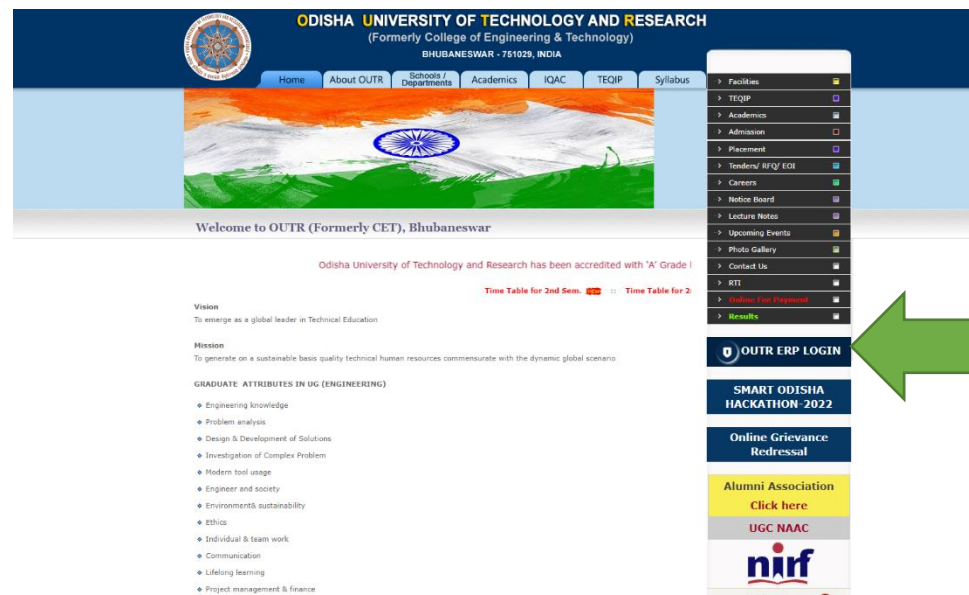 ODISHA UNIVERSITY OF TECHNOLOGY AND RESEARCH
(Formerly College of Engineering & Technology)
BHUBANESWAR - 751029, INDIA
Home About OUTR Schools / Departments Academics IQAC TEQIP Syllabus
Facilities
TEQIP
Academics
Admission
Placement
Tenders/ RFQ/ EOI
Careers
Notice Board
Lecture Notes
Upcoming Events
Photo Gallery
Contact Us
RTI
Online Fee Payment
Results
Welcome to OUTR (Formerly CET), Bhubaneswar
Odisha University of Technology and Research has been accredited with 'A' Grade
Time Table for 2nd Sem. :: Time Table for 2
Vision
To emerge as a global leader in Technical Education
Mission
To generate on a sustainable basis quality technical human resources commensurate with the dynamic global scenario
GRADUATE ATTRIBUTES IN UG (ENGINEERING)
Engineering knowledge
Problem analysis
Design & Development of Solutions
Investigation of Complex Problem
Modern tool usage
Engineer and society
Environment& sustainability
Ethics
Individual & team work
Communication
Lifelong learning
Project management & finance
OUTR ERP LOGIN
SMART ODISHA
HACKATHON-2022
Online Grievance
Redressal
Alumni Association
Click here
UGC NAAC
nirf